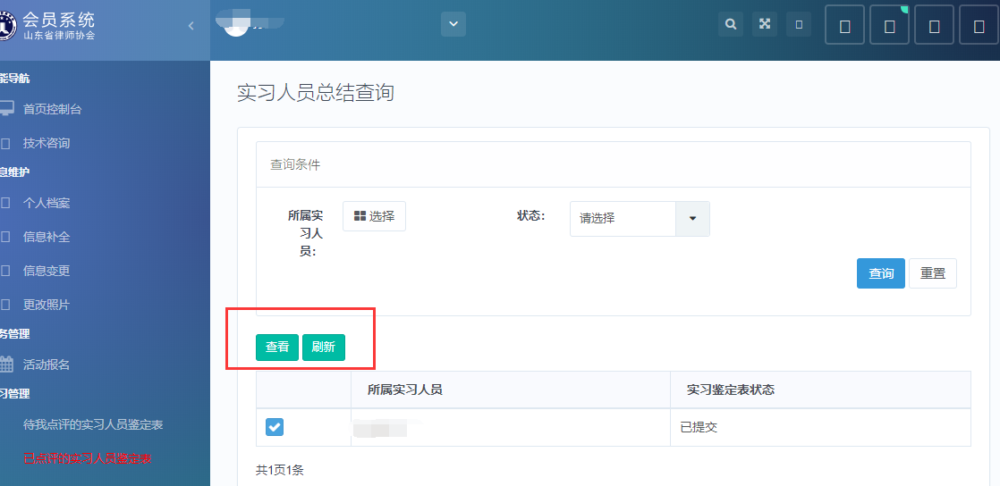 会员系统
山东省律师协会
能导航
首页控制台
技术咨询
息维护
个人档案
信息补全
信息变更
更改照片
务管理
活动报名
习管理
待我点评的实习人员鉴定表
已点评的实习人员鉴定表
实习人员总结查询
查询条件
所属实
习人
员：
选择
状态：
请选择
查询
重置
查看
刷新
所属实习人员
实习鉴定表状态
已提交
共1页1条